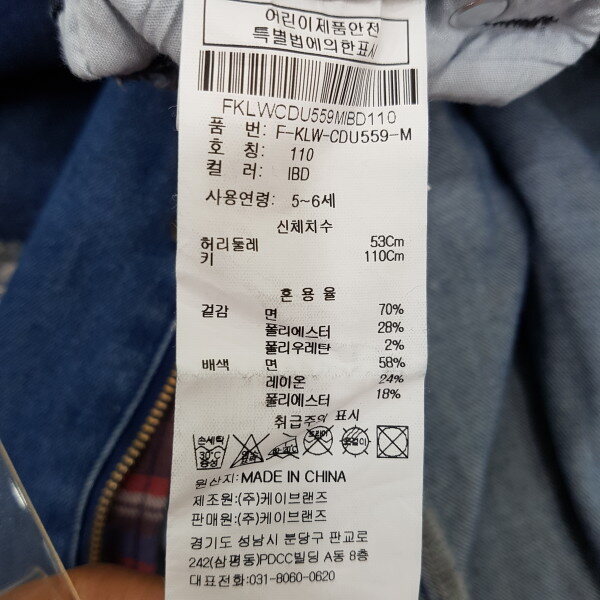 어린이제품안전
특별법에의한표시
FKLWCDU559MIBD110
품 번: F-KLW-CDU559-M
호 칭: 110
컬 러: IBD
사용연령: 5~6세
신체치수
허리둘레 53Cm
키 110Cm
혼 용 율
겉감 면 70%
폴리에스터 28%
폴리우레탄 2%
배색 면 58%
레이온 24%
폴리에스터 18%
취급주의 표시
손세탁
30°C
중성
원산지: MADE IN CHINA
제조원:(주)케이브랜즈
판매원:(주)케이브랜즈
경기도 성남시 분당구 판교로
242(삼평동)PDCC빌딩 A동 8층
대표전화:031-8060-0620